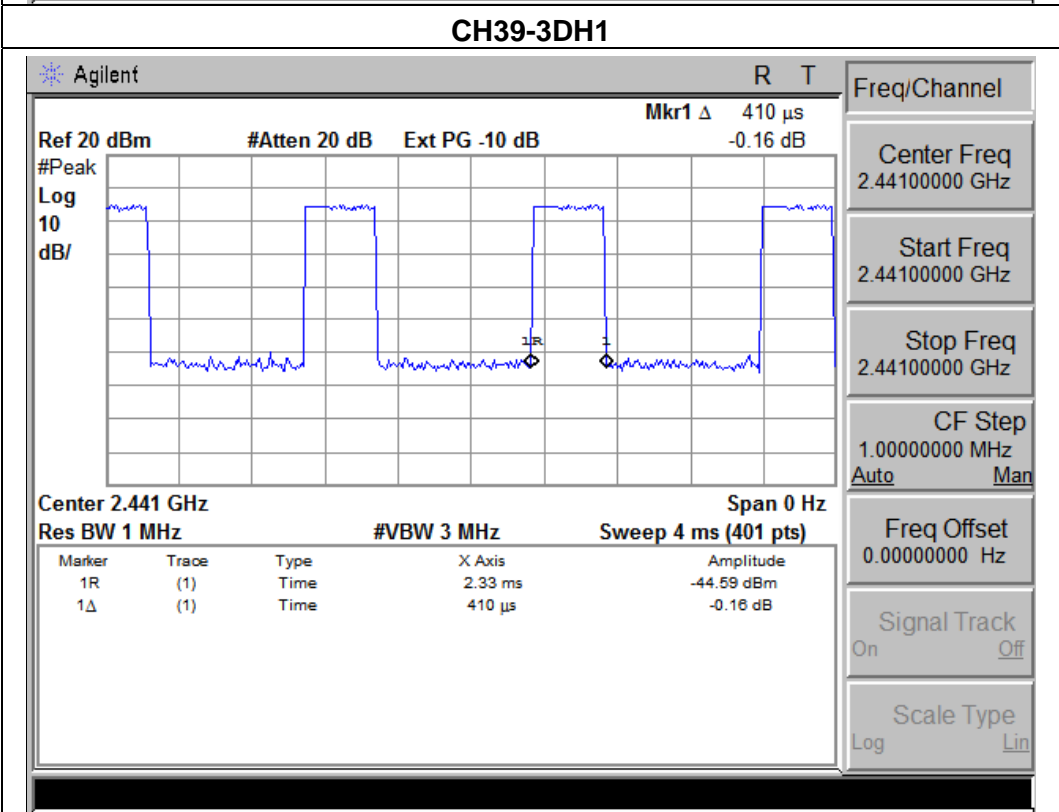 CH39-3DH1
Agilent R T
Mkr1 Δ 410 µs
Ref 20 dBm #Atten 20 dB Ext PG -10 dB -0.16 dB
#Peak
Log
10
dB/
1R 1
Center 2.441 GHz Span 0 Hz
Res BW 1 MHz #VBW 3 MHz Sweep 4 ms (401 pts)
Marker Trace Type X Axis Amplitude
1R (1) Time 2.33 ms -44.59 dBm
1Δ (1) Time 410 µs -0.16 dB
Freq/Channel
Center Freq
2.44100000 GHz
Start Freq
2.44100000 GHz
Stop Freq
2.44100000 GHz
CF Step
1.00000000 MHz
Auto Man
Freq Offset
0.00000000 Hz
Signal Track
On Off
Scale Type
Log Lin